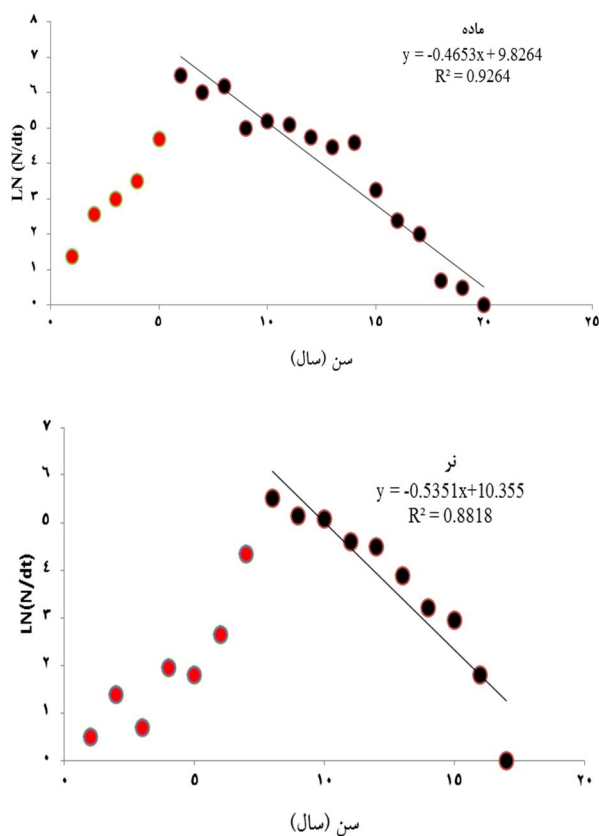 ماده
y = -0.4653x + 9.8264
R² = 0.9264
LN (N/dt)
۷
۶
۵
۴
۳
۲
۱
۰
۰ ۵ ۱۰ ۱۵ ۲۰ ۲۵
سن (سال)
نر
y = -0.5351x+10.355
R² = 0.8818
LN(N/dt)
۷
۶
۵
۴
۳
۲
۱
۰
۰ ۵ ۱۰ ۱۵ ۲۰
سن (سال)